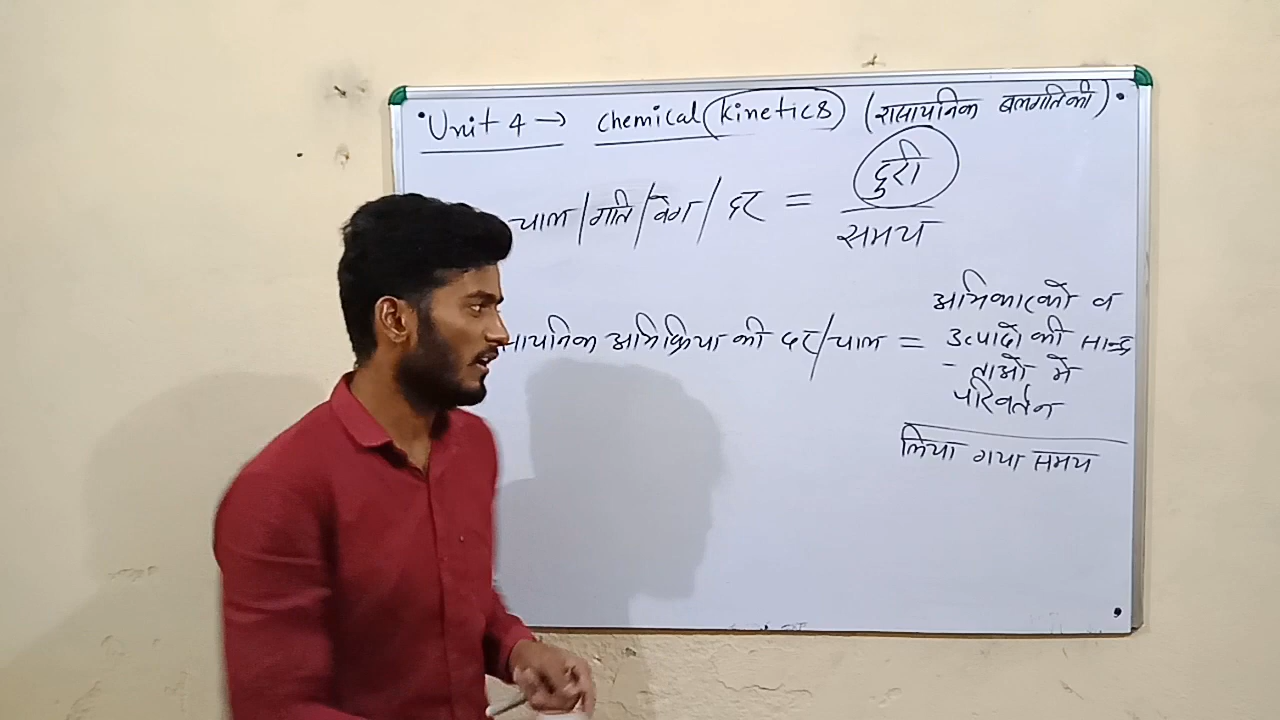 •Unit 4 → Chemical Kinetics (रासायनिक बलगतिकी)•
चाल/गति/वेग/दर = दुरी
समय
सायनिक अभिक्रिया की दर/चाल = अभिकारकों व
उत्पादों की सान्द्र
-ताओं में
परिवर्तन
लिया गया समय